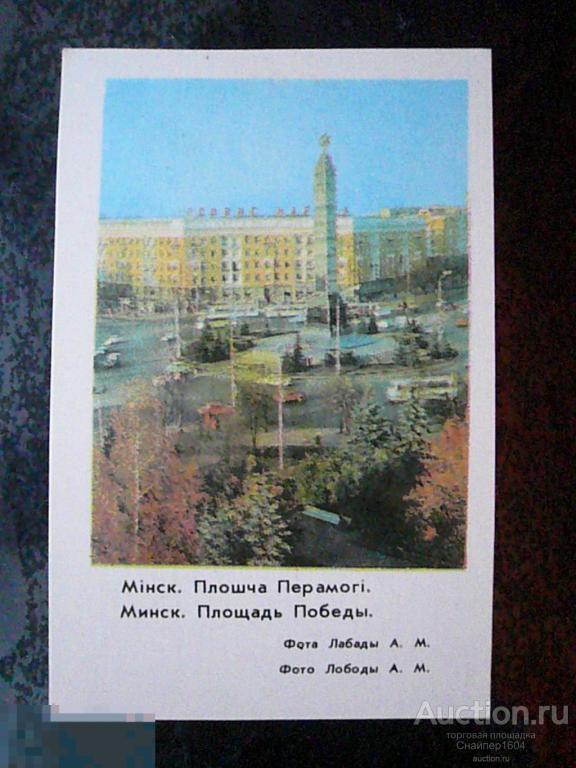 Мінск. Плошча Перамогі.
Минск. Площадь Победы.
Фота Лабады А. М.
Фото Лободы А. М.
Auction.ru
торговая площадка
Снайпер1604
auction.ru